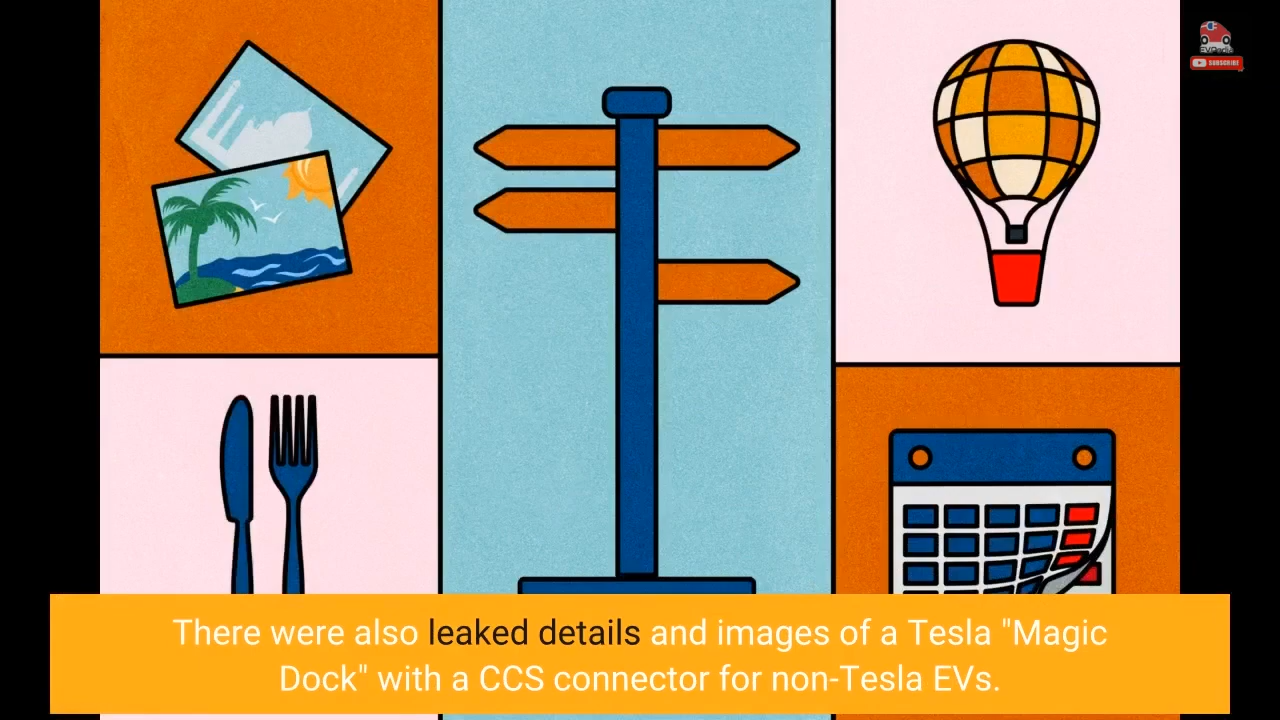 EVPedia
SUBSCRIBE
There were also leaked details and images of a Tesla "Magic
Dock" with a CCS connector for non-Tesla EVs.